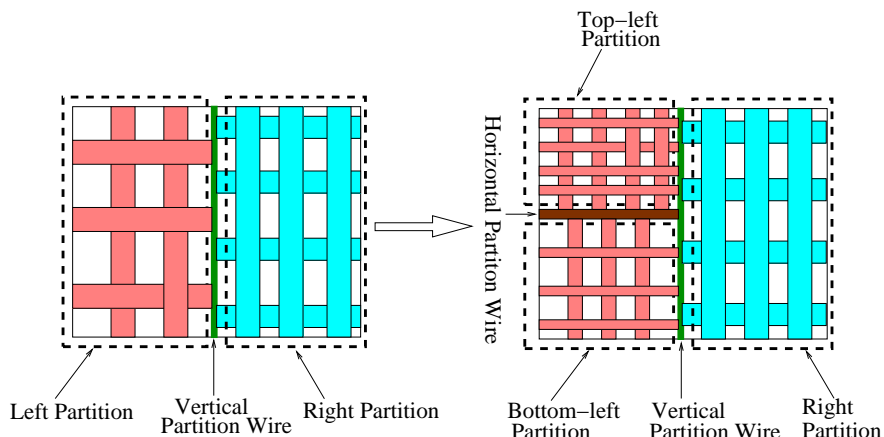 Top−left
Partition
Horizontal Partiton Wire
Left Partition
Vertical
Partition Wire
Right Partition
Bottom−left
Partition
Vertical
Partition Wire
Right
Partition